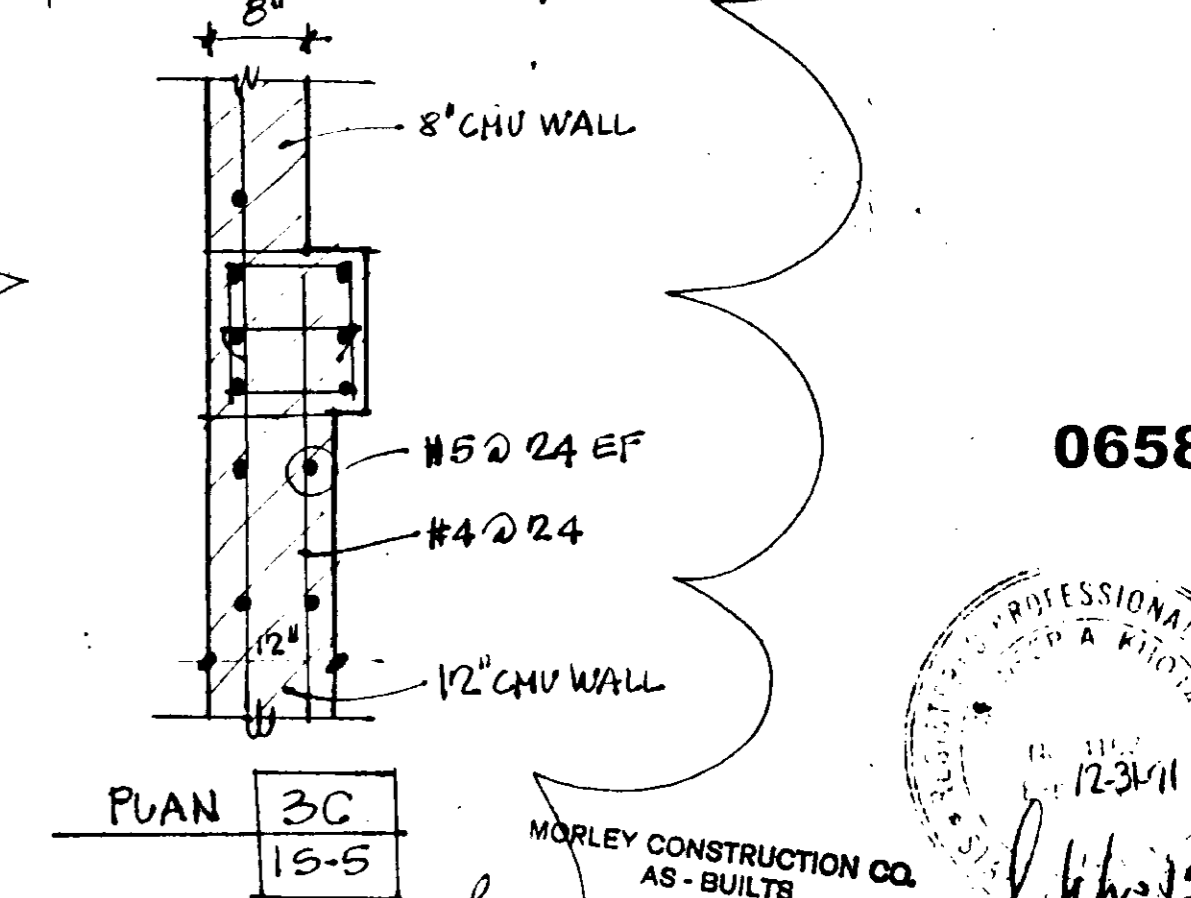 8"
8" CMU WALL
#5 @ 24 EF
0658
#4 @ 24
12"
12" CMU WALL
PROFESSIONAL
12-31-11
PLAN 3C
1S-5
MORLEY CONSTRUCTION CO.
AS - BUILTS